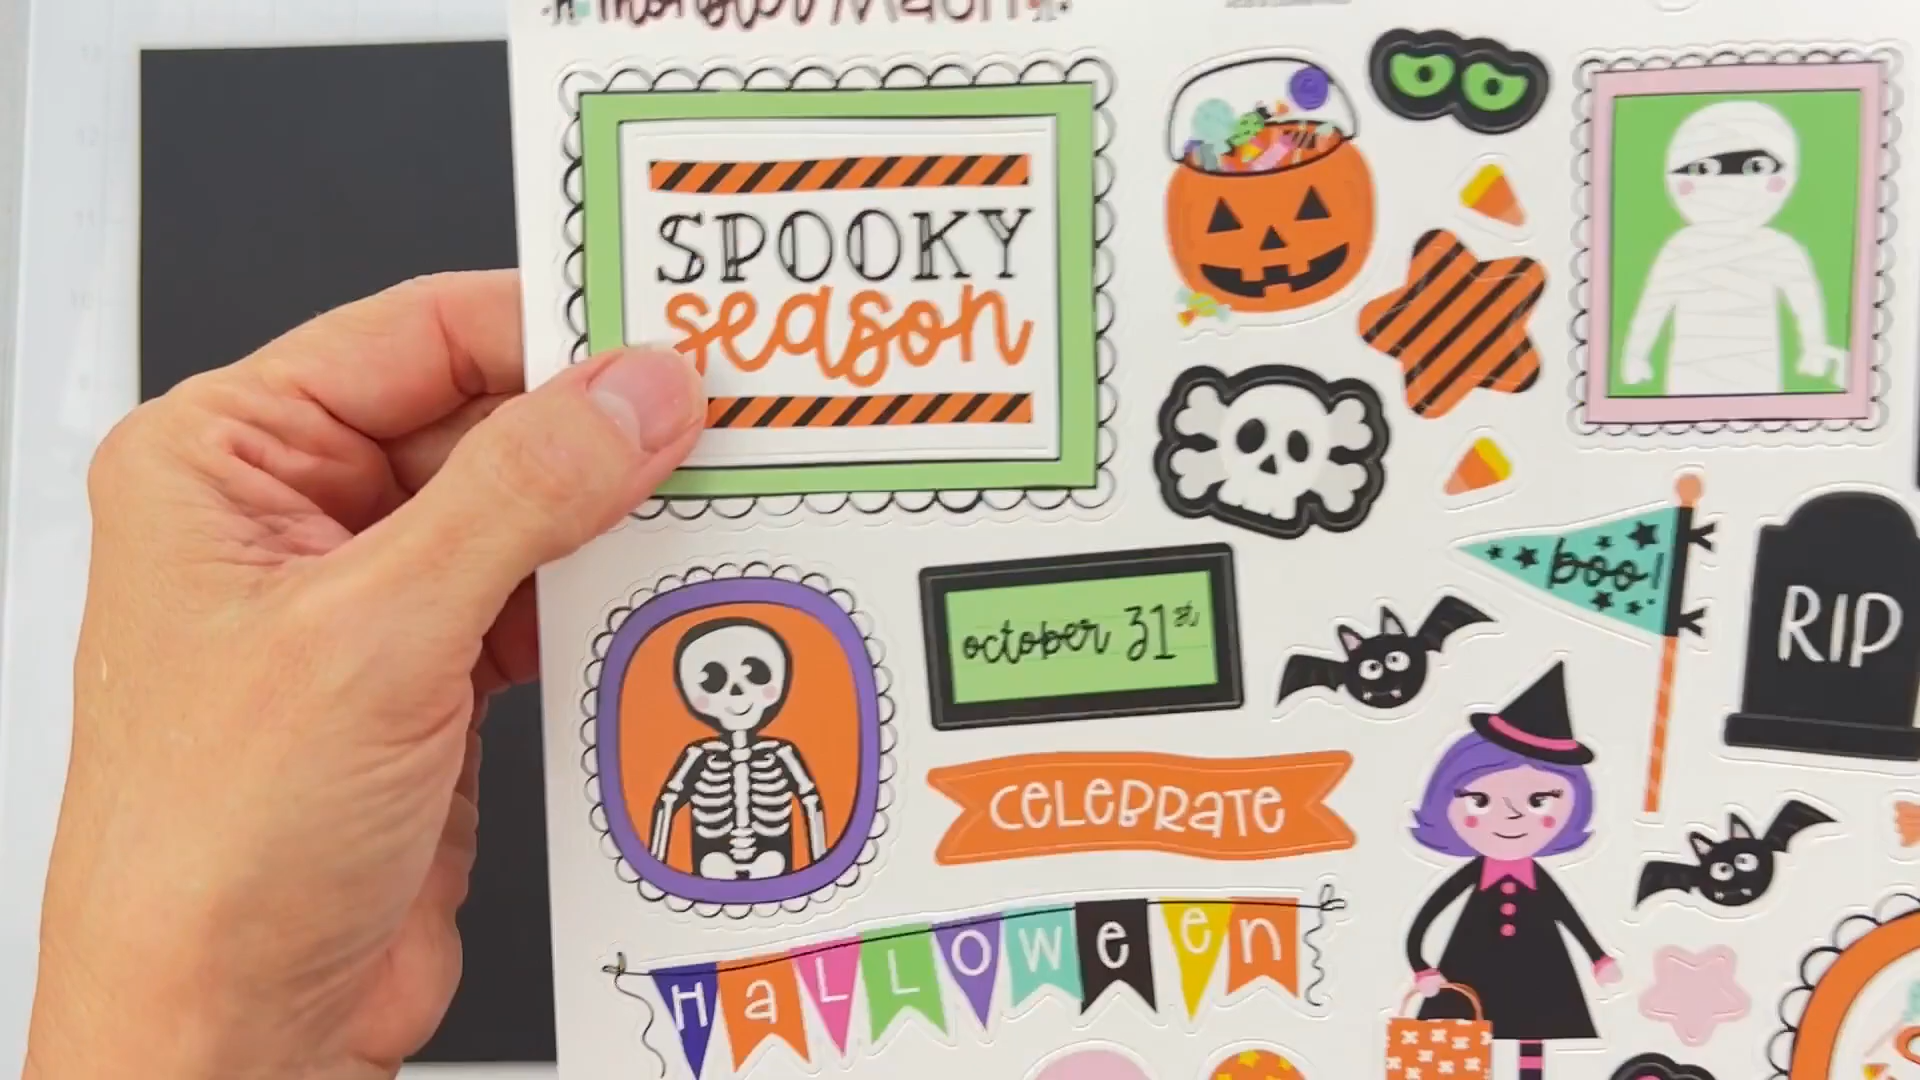 SPOOKY
season
october 31st
boo!
RIP
CELEBRATE
HALLOWEEN